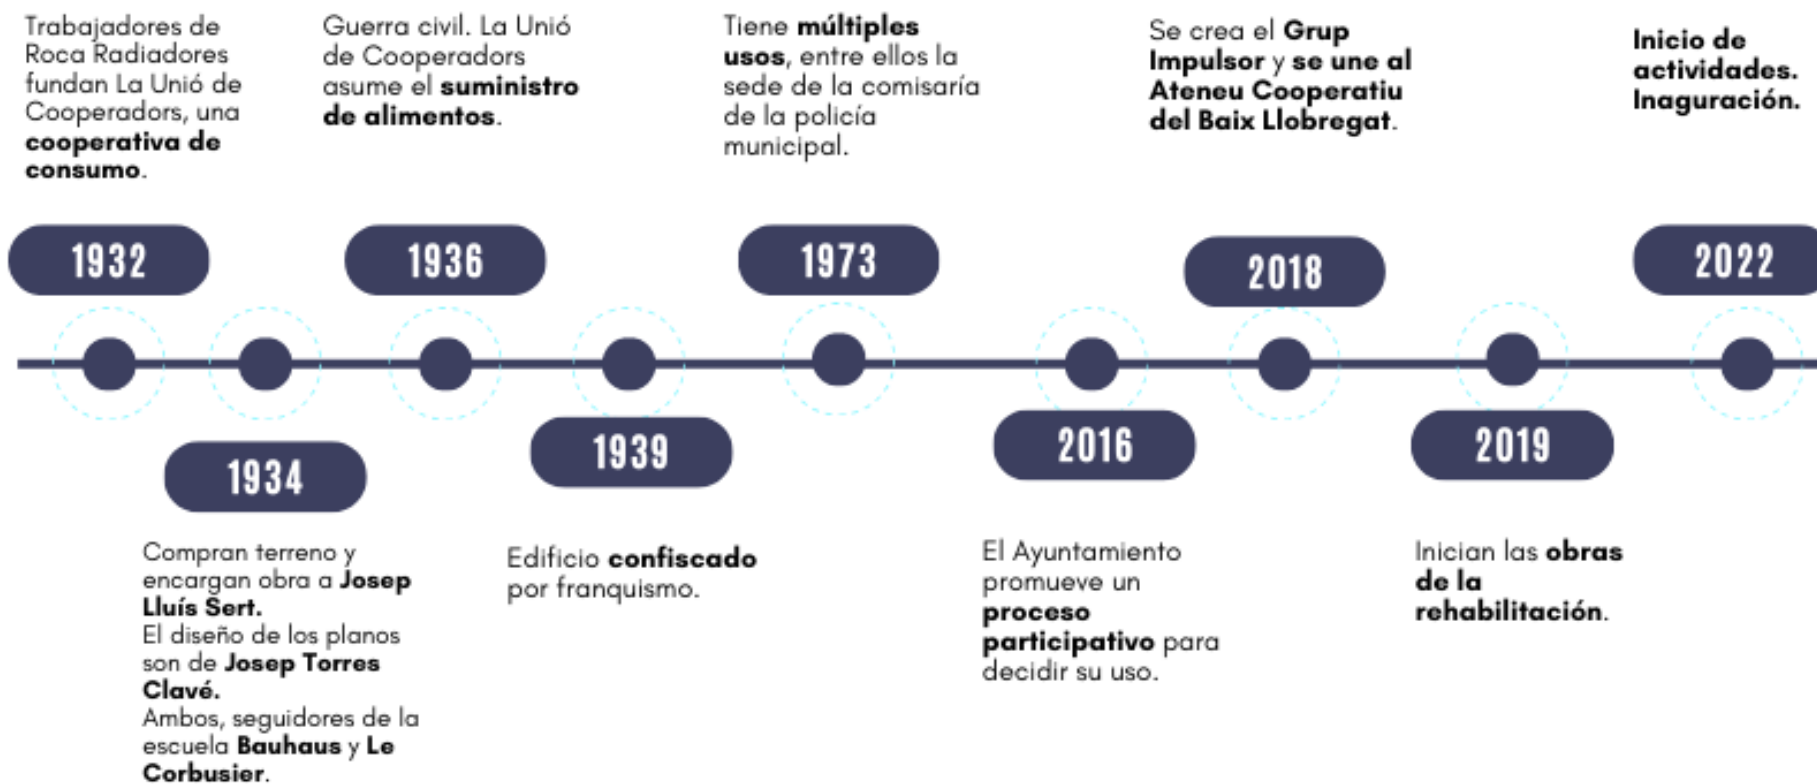 Trabajadores de
Roca Radiadores
fundan La Unió de
Cooperadors, una
cooperativa de
consumo.
1932
Compran terreno y
encargan obra a Josep
Lluís Sert.
El diseño de los planos
son de Josep Torres
Clavé.
Ambos, seguidores de la
escuela Bauhaus y Le
Corbusier.
1934
Guerra civil. La Unió
de Cooperadors
asume el suministro
de alimentos.
1936
1939
Edificio confiscado
por franquismo.
Tiene múltiples
usos, entre ellos la
sede de la comisaría
de la policía
municipal.
1973
2016
El Ayuntamiento
promueve un
proceso
participativo para
decidir su uso.
Se crea el Grup
Impulsor y se une al
Ateneu Cooperatiu
del Baix Llobregat.
2018
2019
Inician las obras
de la
rehabilitación.
Inicio de
actividades.
Inaguración.
2022